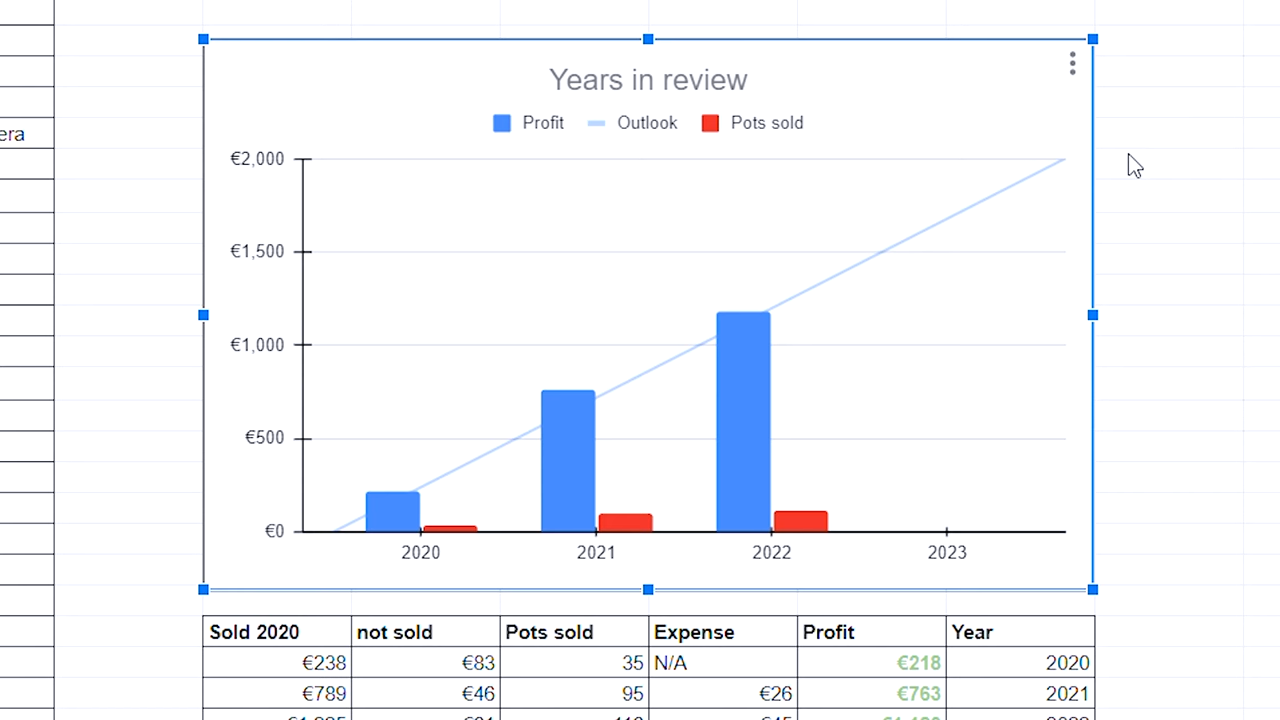 era
Years in review
Profit Outlook Pots sold
€2,000
€1,500
€1,000
€500
€0
2020 2021 2022 2023
Sold 2020 not sold Pots sold Expense Profit Year
€238 €83 35 N/A €218 2020
€789 €46 95 €26 €763 2021